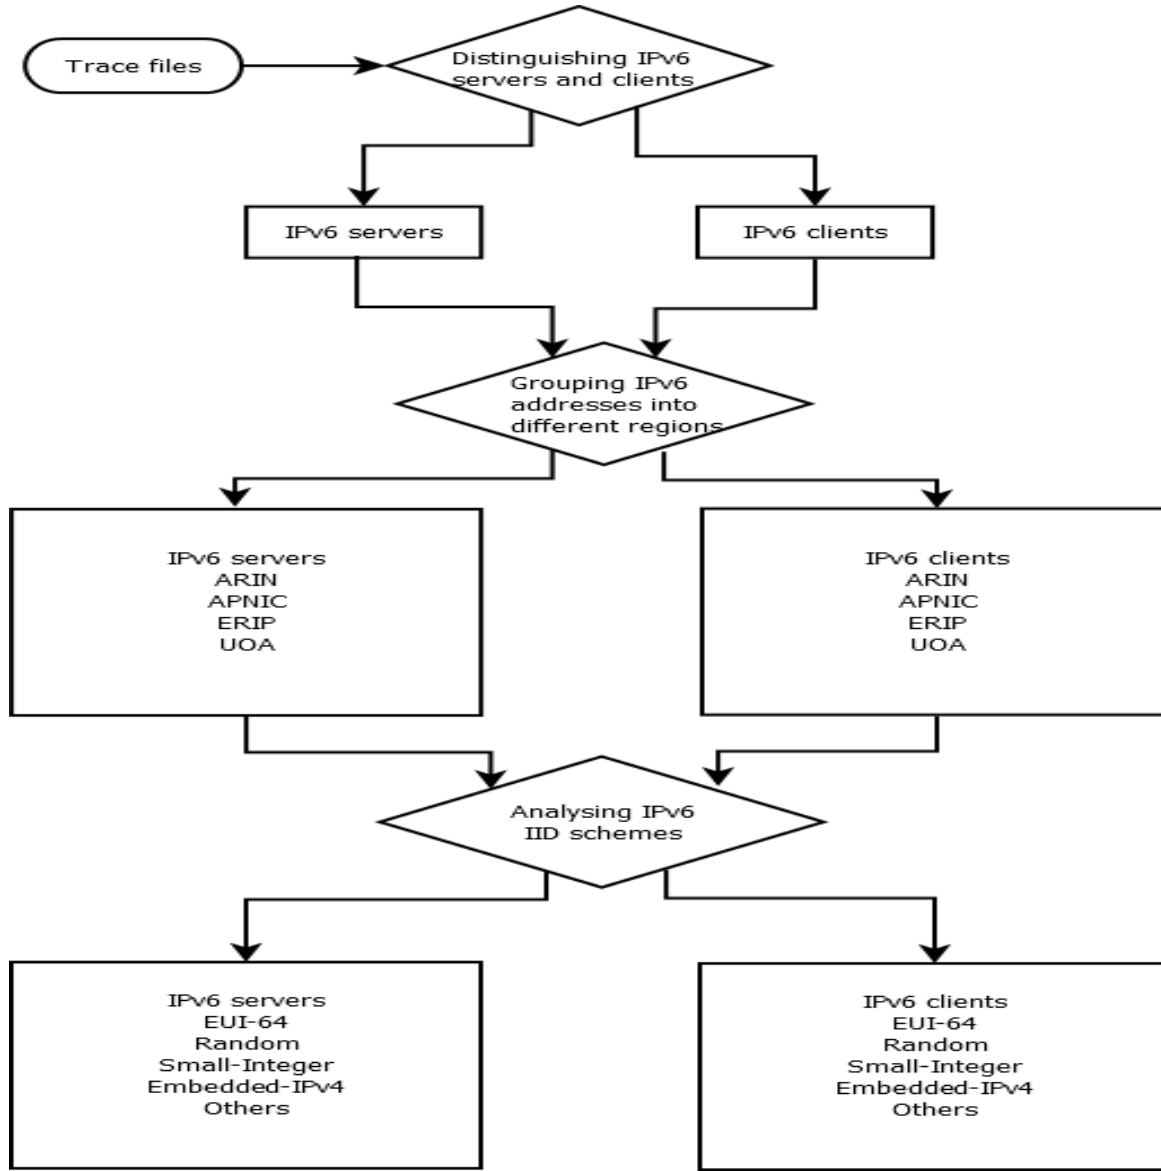 Trace files
Distinguishing IPv6
servers and clients
IPv6 servers
IPv6 clients
Grouping IPv6
addresses into
different regions
IPv6 servers
ARIN
APNIC
ERIP
UOA
IPv6 clients
ARIN
APNIC
ERIP
UOA
Analysing IPv6
IID schemes
IPv6 servers
EUI-64
Random
Small-Integer
Embedded-IPv4
Others
IPv6 clients
EUI-64
Random
Small-Integer
Embedded-IPv4
Others